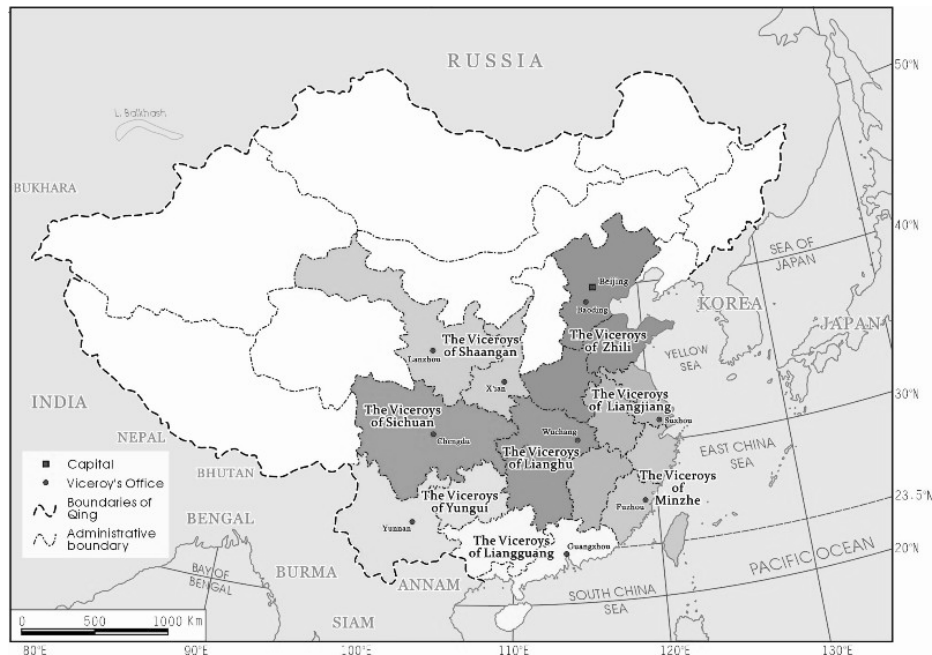 RUSSIA
50°N
L. Balkhash
BUKHARA
40°N
SEA OF
JAPAN
Beijing
Baoding
KOREA
JAPAN
The Viceroys
of Zhili
The Viceroys
of Shaangan
Lanzhou
YELLOW
SEA
X'ian
INDIA
30°N
The Viceroys
of Liangjiang
Suzhou
The Viceroys
of Sichuan
Chengdu
Wuchang
The Viceroys
of Lianghu
EAST CHINA
SEA
NEPAL
BHUTAN
The Viceroys
of
Minzhe
Fuzhou
The Viceroys
of Yungui
Yunnan
23.5°N
Capital
Viceroy's Office
Boundaries of
Qing
Administrative
boundary
BENGAL
The Viceroys
of Liangguang
Guangzhou
20°N
BAY OF
BENGAL
BURMA
ANNAM
SOUTH CHINA
SEA
PACIFIC OCEAN
SIAM
0 500 1000 Km
80°E 90°E 100°E 110°E 120°E 130°E